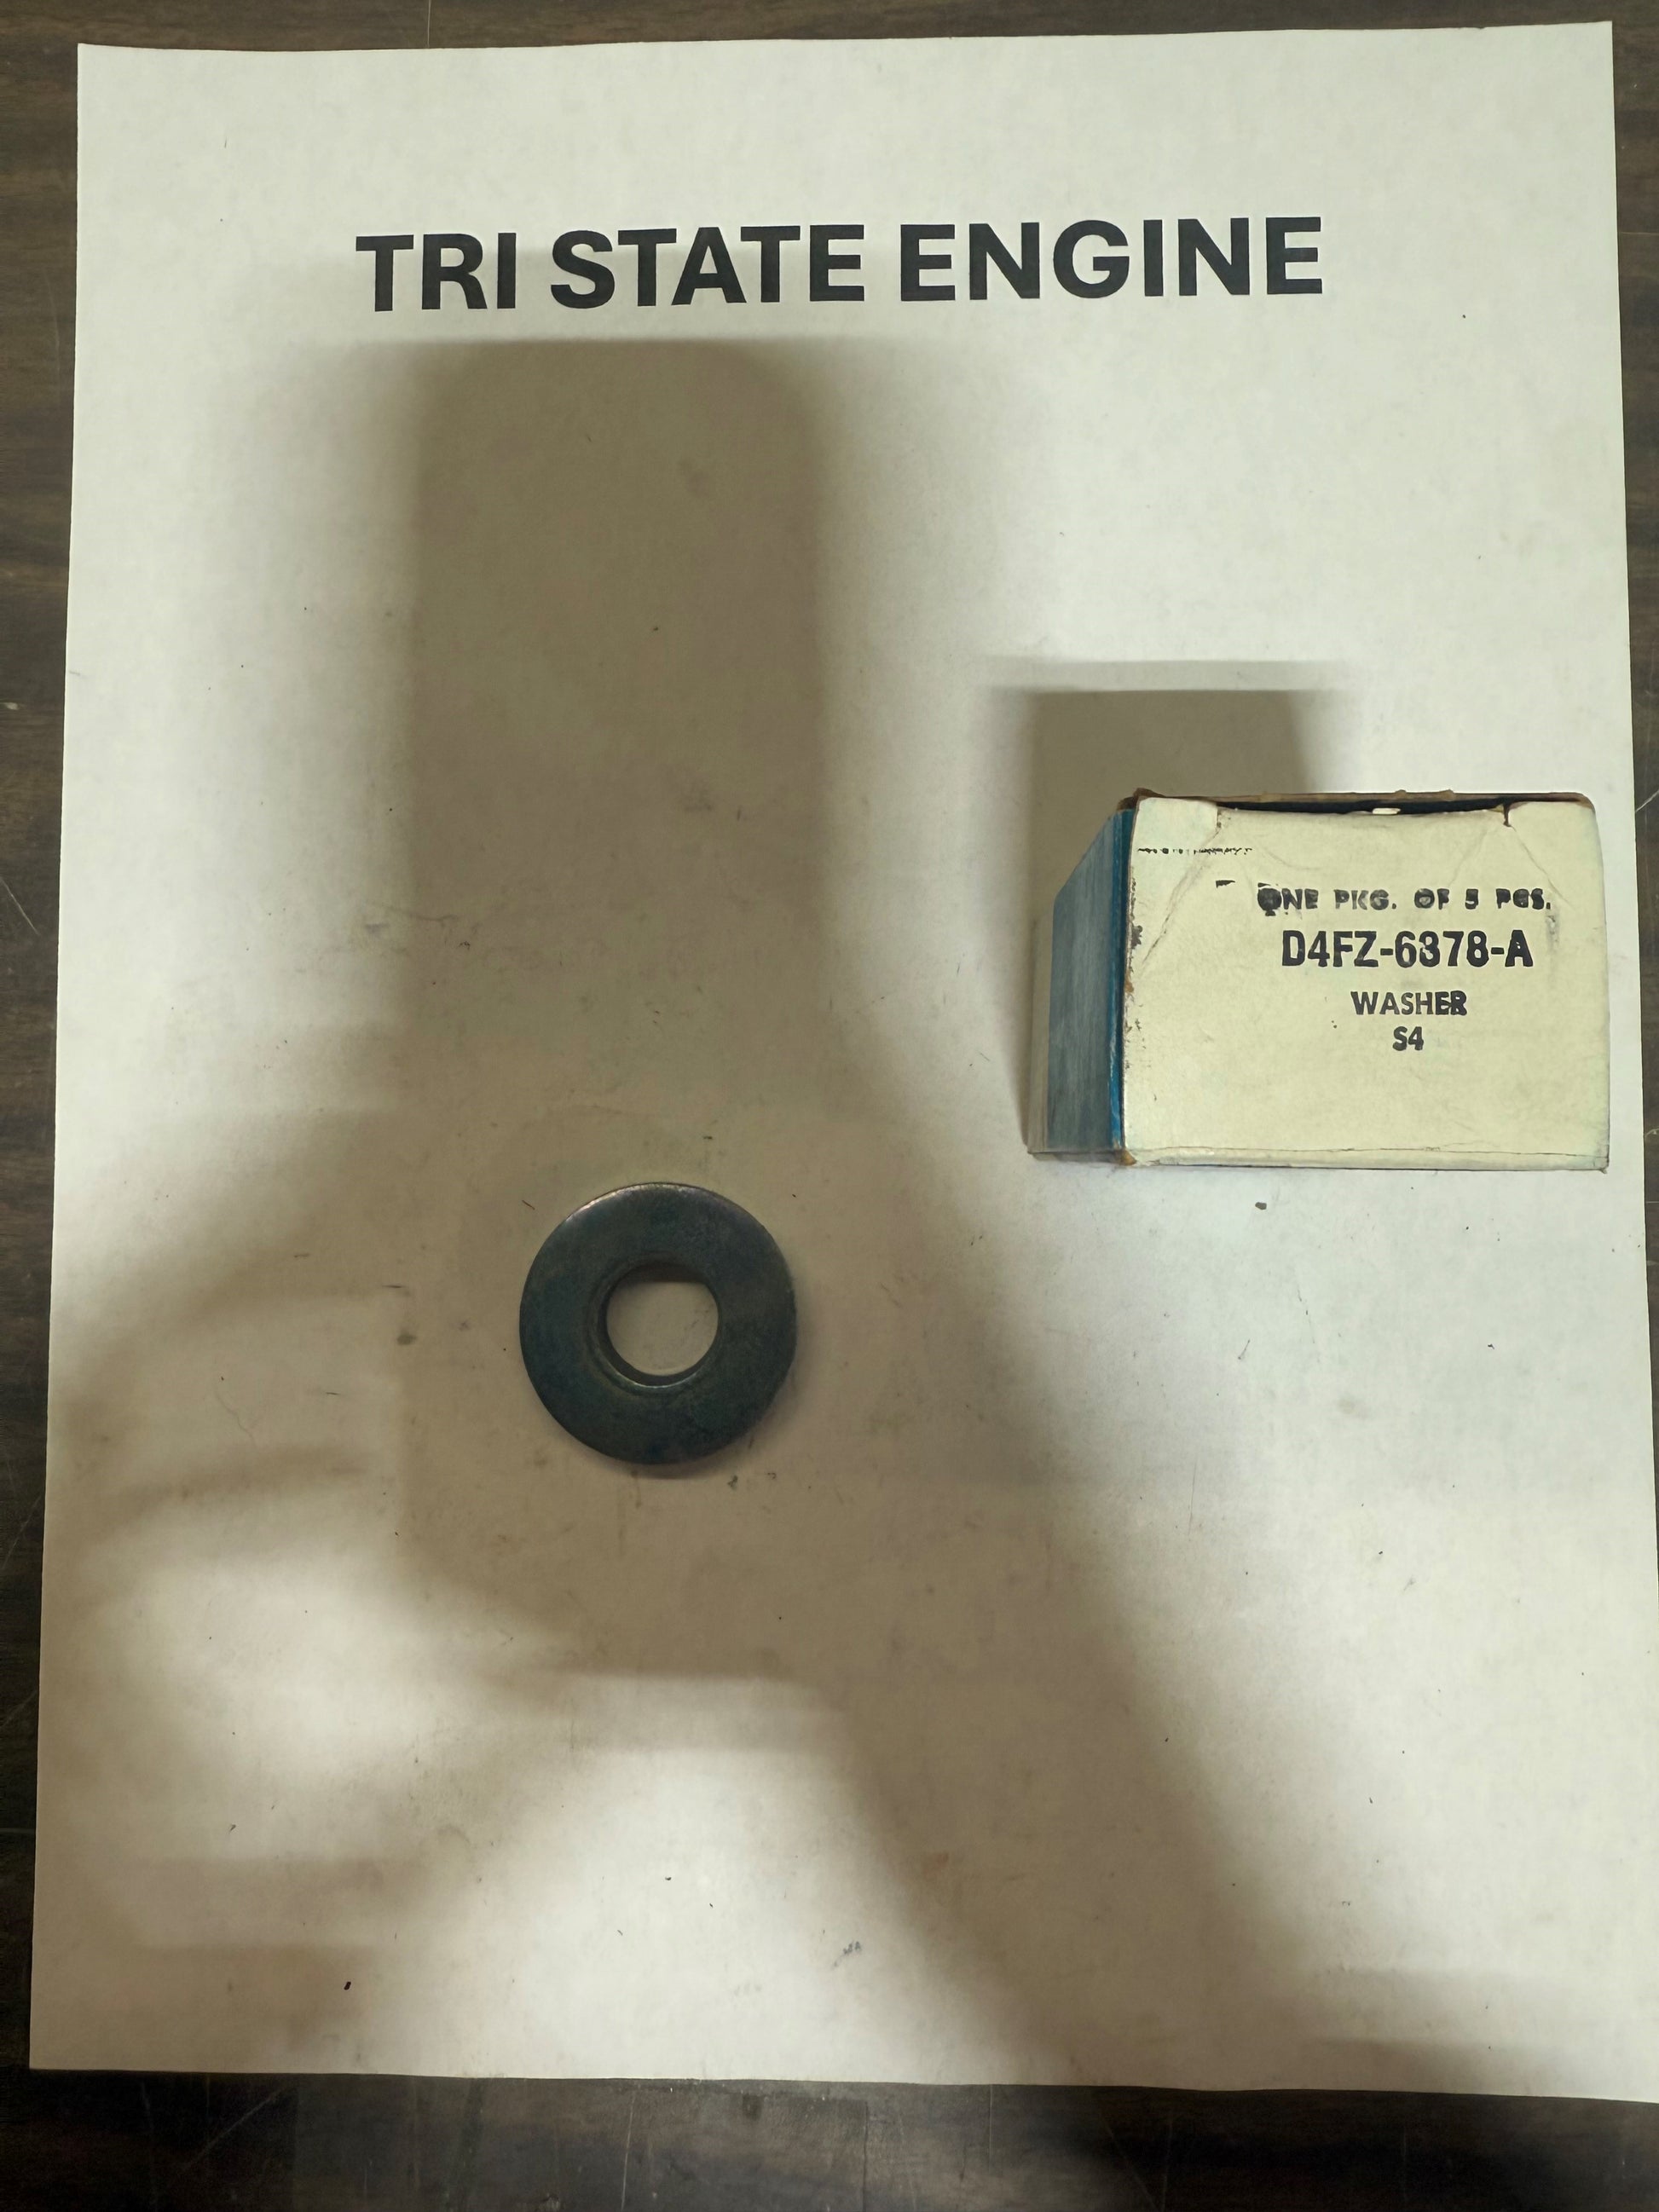 TRI STATE ENGINE
ONE PKG. OF 5 PCS.
D4FZ-6378-A
WASHER
S4